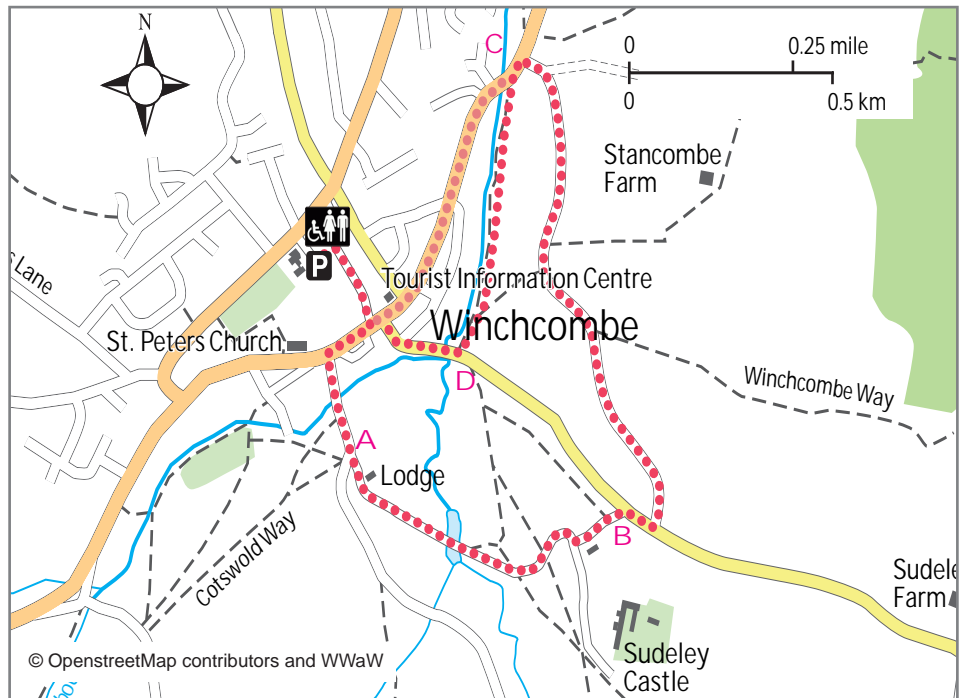 N
C
0
0.25 mile
0
0.5 km
Stancombe
Farm
P
Tourist Information Centre
s Lane
Winchcombe
St. Peters Church
D
Winchcombe Way
A
Lodge
B
Cotswold Way
Sudele
Farm
Sudeley
Castle
© OpenstreetMap contributors and WWaW